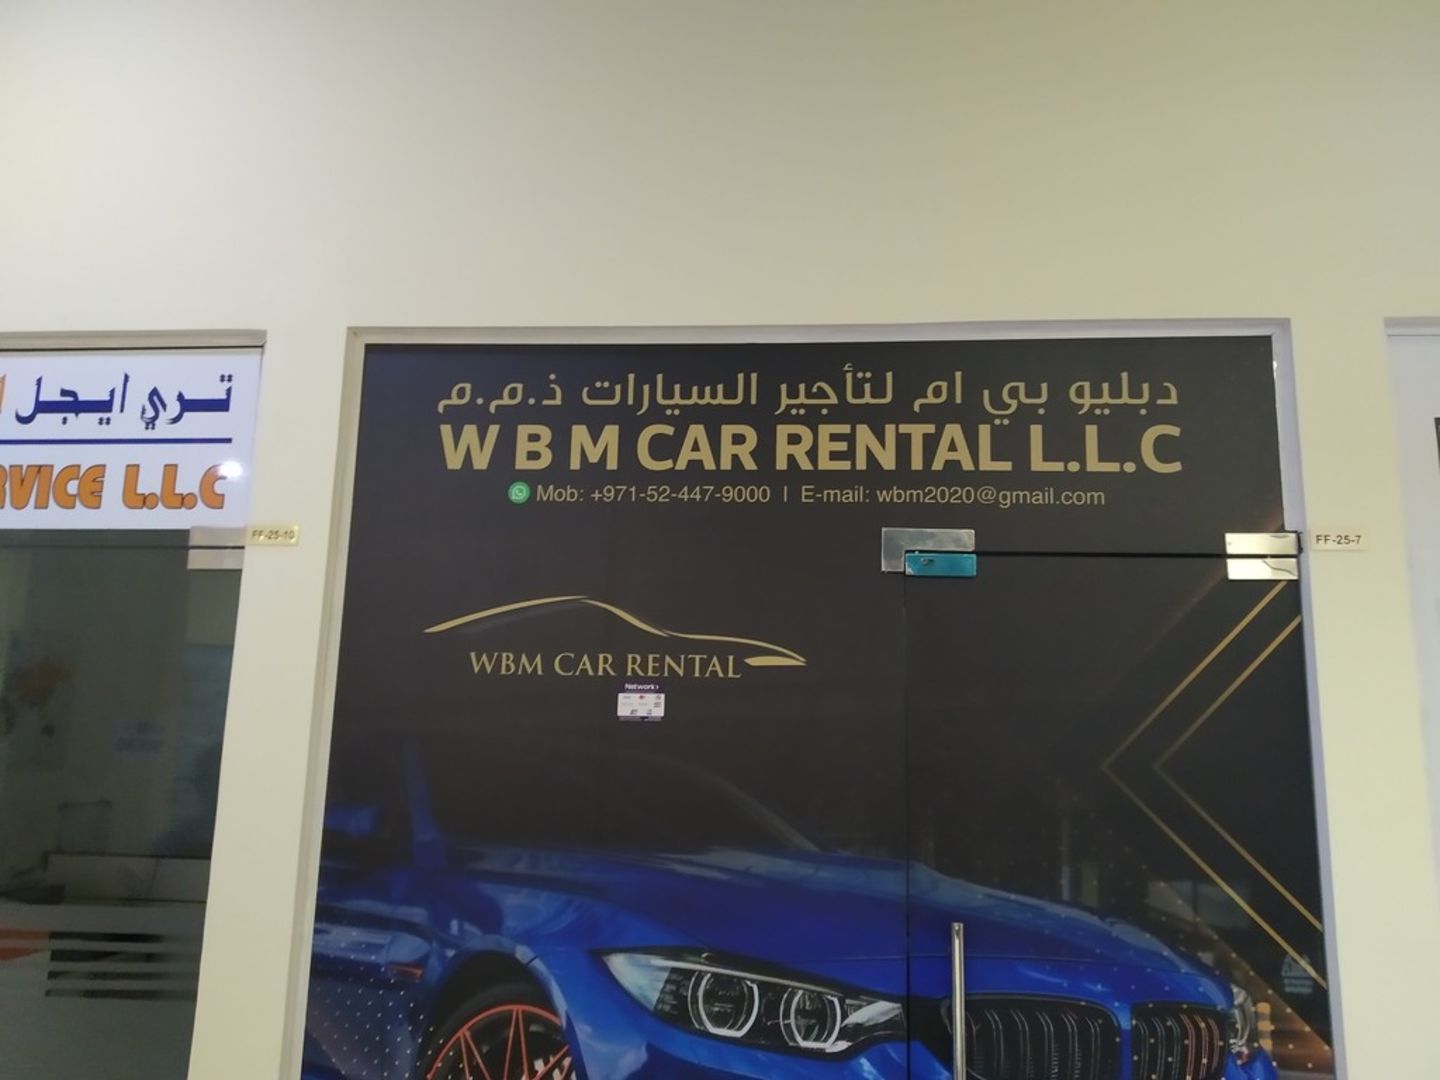 تري ايجل
RVICE L.L.C
FF-25-10
دبليو بي ام لتأجير السيارات ذ.م.م
W B M CAR RENTAL L.L.C
Mob: +971-52-447-9000 | E-mail: wbm2020@gmail.com
FF-25-7
WBM CAR RENTAL
Network